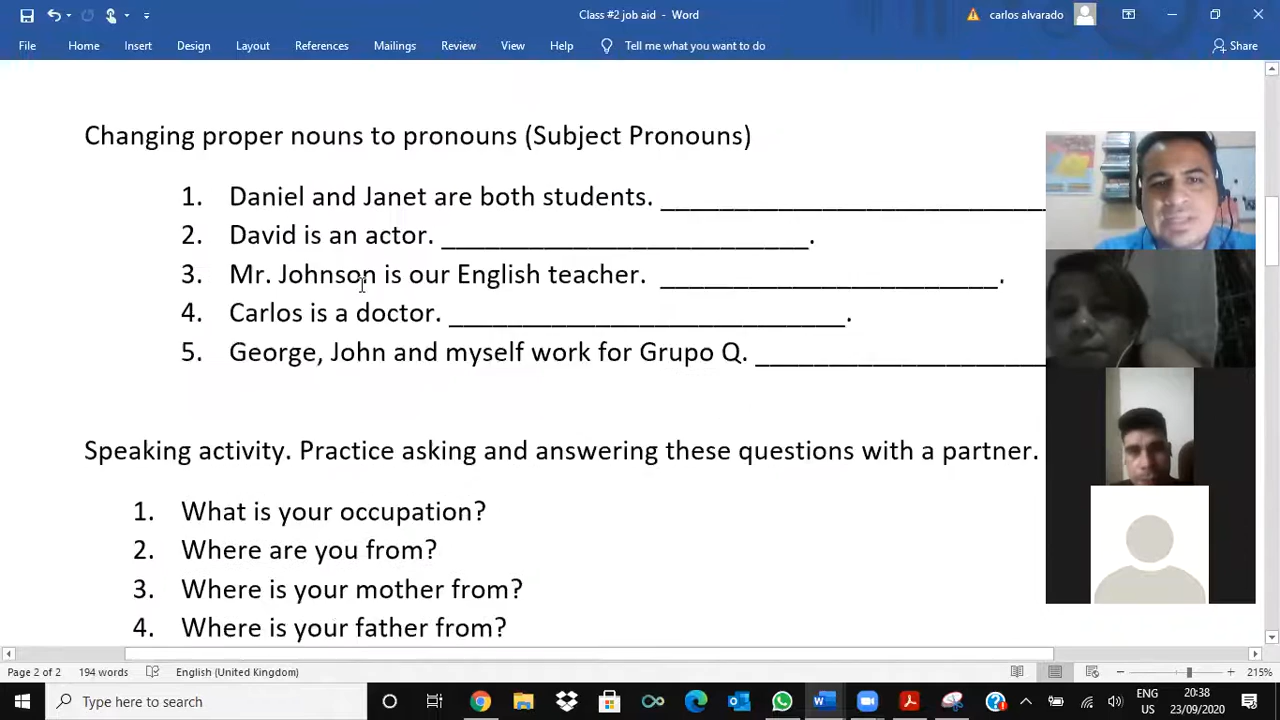 Class #2 job aid - Word
carlos alvarado
File Home Insert Design Layout References Mailings Review View Help Tell me what you want to do Share
Changing proper nouns to pronouns (Subject Pronouns)
1. Daniel and Janet are both students. ____________________________
2. David is an actor. __________________________.
3. Mr. Johnson is our English teacher. ________________________.
4. Carlos is a doctor. ____________________________.
5. George, John and myself work for Grupo Q. _____________________
Speaking activity. Practice asking and answering these questions with a partner.
1. What is your occupation?
2. Where are you from?
3. Where is your mother from?
4. Where is your father from?
Page 2 of 2 194 words English (United Kingdom) 215%
Type here to search
ENG 20:38
US 23/09/2020